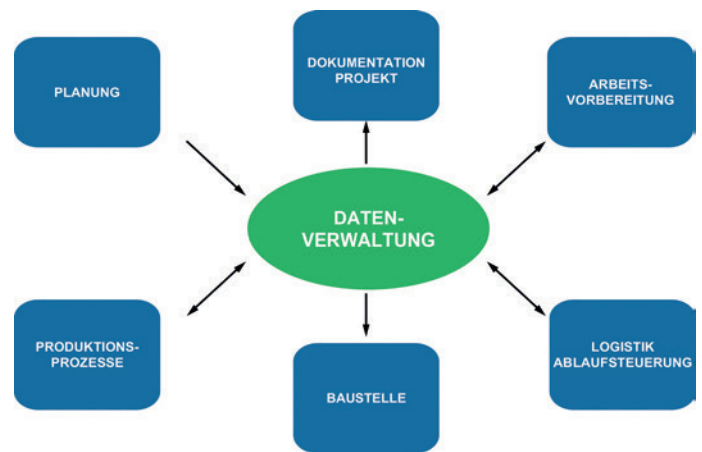 PLANUNG
DOKUMENTATION
PROJEKT
ARBEITS-
VORBEREITUNG
DATEN-
VERWALTUNG
PRODUKTIONS-
PROZESSE
BAUSTELLE
LOGISTIK
ABLAUFSTEUERUNG